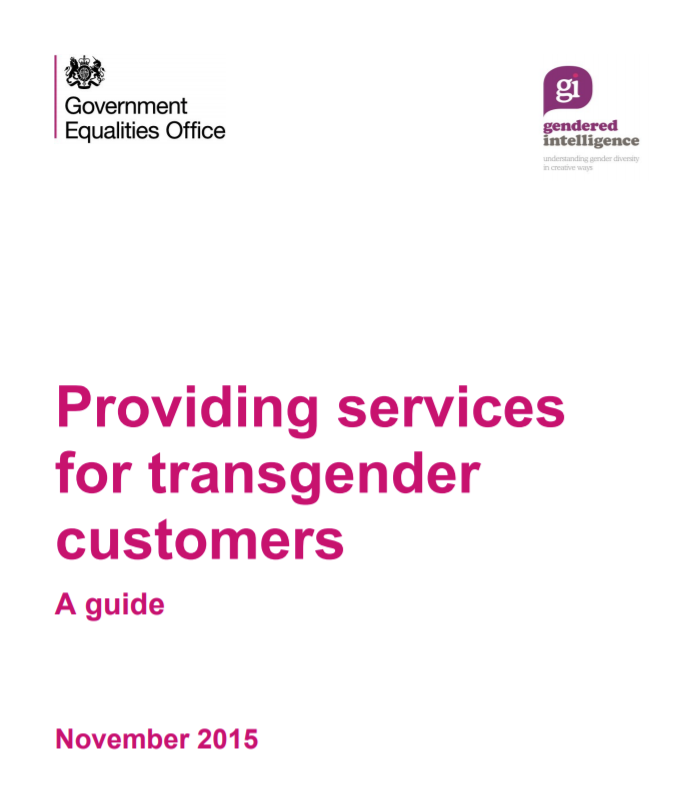 Government
Equalities Office
gi
gendered
intelligence
understanding gender diversity
in creative ways
Providing services
for transgender
customers
A guide
November 2015